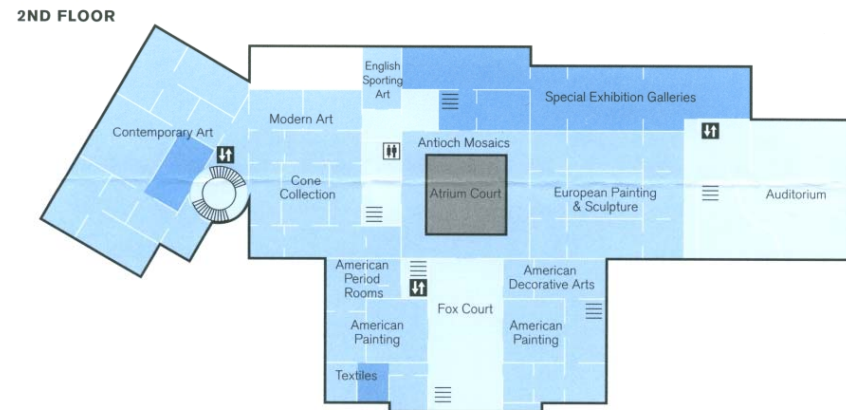 2ND FLOOR
English
Sporting
Art
Special Exhibition Galleries
Modern Art
Contemporary Art
Antioch Mosaics
Cone
Collection
Atrium Court
European Painting
& Sculpture
Auditorium
American
Period
Rooms
American
Decorative Arts
Fox Court
American
Painting
American
Painting
Textiles